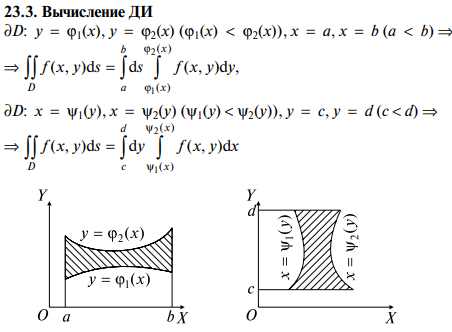 23.3. Вычисление ДИ
∂D: y = φ₁(x), y = φ₂(x) (φ₁(x) < φ₂(x)), x = a, x = b (a < b) ⇒
⇒ ∬_D f(x, y)ds = ∫_a^b ds ∫_{φ₁(x)}^{φ₂(x)} f(x, y)dy,
∂D: x = ψ₁(y), x = ψ₂(y) (ψ₁(y) < ψ₂(y)), y = c, y = d (c < d) ⇒
⇒ ∬_D f(x, y)ds = ∫_c^d dy ∫_{ψ₁(x)}^{ψ₂(x)} f(x, y)dx
Y
y = φ₂(x)
y = φ₁(x)
O a b X
Y
d
x = ψ₁(y)
x = ψ₂(y)
c
O X